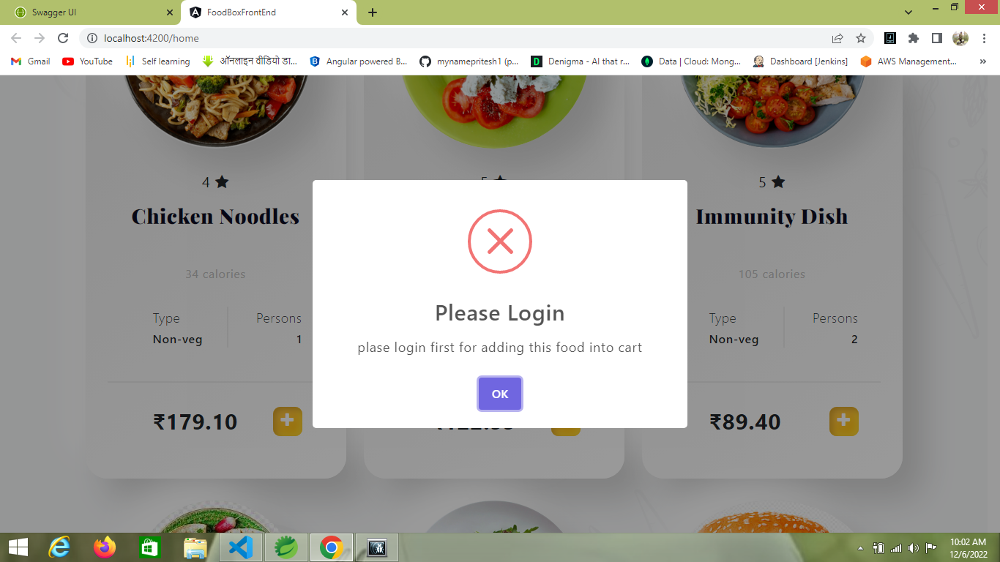 Swagger UI
FoodBoxFrontEnd
localhost:4200/home
Gmail
YouTube
Self learning
ऑनलाइन वीडियो डा...
Angular powered B...
mynamepritesh1 (p...
Denigma - AI that r...
Data | Cloud: Mong...
Dashboard [Jenkins]
AWS Management...
»
4
5
5
Chicken Noodles
Immunity Dish
34 calories
105 calories
Type
Persons
Non-veg
1
Type
Persons
Non-veg
2
Please Login
plase login first for adding this food into cart
OK
₹179.10
₹89.40
10:02 AM
12/6/2022